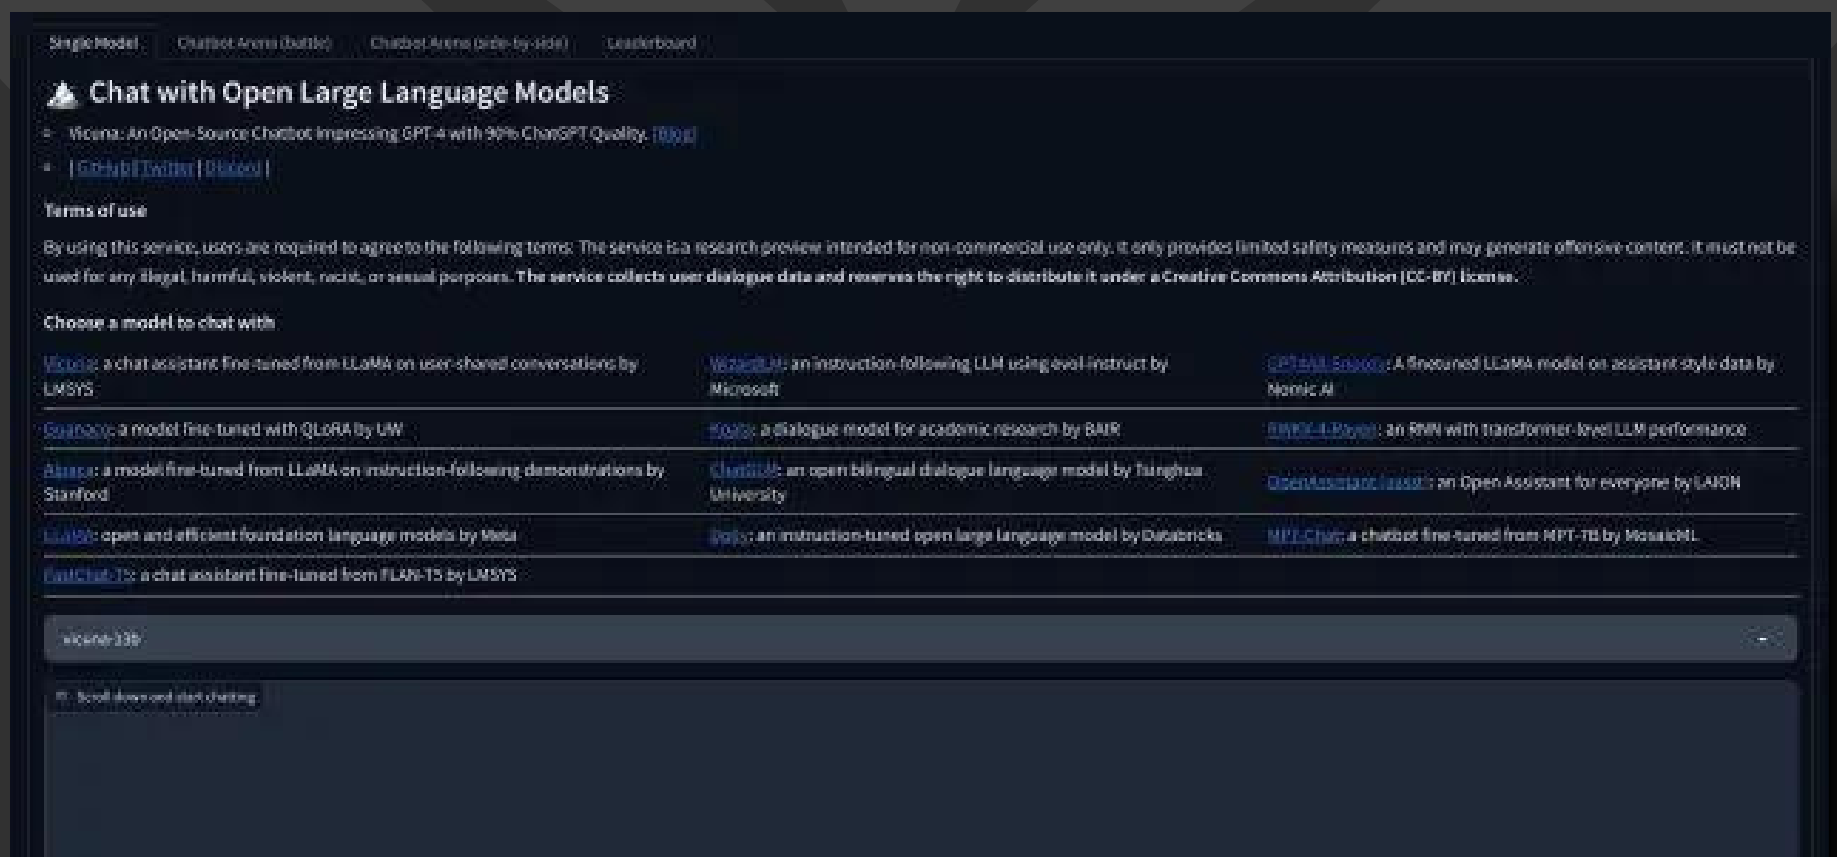 Single Model
Chatbot Arena (battle)
Chatbot Arena (side-by-side)
Leaderboard
Chat with Open Large Language Models
Vicuna: An Open-Source Chatbot Impressing GPT-4 with 90% ChatGPT Quality. [Blog]
| GitHub | Twitter | Discord |
Terms of use
By using this service, users are required to agree to the following terms: The service is a research preview intended for non-commercial use only. It only provides limited safety measures and may generate offensive content. It must not be
used for any illegal, harmful, violent, racist, or sexual purposes. The service collects user dialogue data and reserves the right to distribute it under a Creative Commons Attribution (CC-BY) license.
Choose a model to chat with
Vicuna: a chat assistant fine-tuned from LLaMA on user-shared conversations by
LMSYS
WizardLM: an instruction-following LLM using evol-instruct by
Microsoft
GPT4All-Snoozy: A finetuned LLaMA model on assistant style data by
Nomic AI
Guanaco: a model fine-tuned with QLoRA by UW
Koala: a dialogue model for academic research by BAIR
RWKV-4-Raven: an RNN with transformer-level LLM performance
Alpaca: a model fine-tuned from LLaMA on instruction-following demonstrations by
Stanford
ChatGLM: an open bilingual dialogue language model by Tsinghua
University
OpenAssistant (oasst): an Open Assistant for everyone by LAION
LLaMA: open and efficient foundation language models by Meta
Dolly: an instruction-tuned open large language model by Databricks
MPT-Chat: a chatbot fine-tuned from MPT-7B by MosaicML
FastChat-T5: a chat assistant fine-tuned from FLAN-T5 by LMSYS
vicuna-13b
Scroll down and start chatting